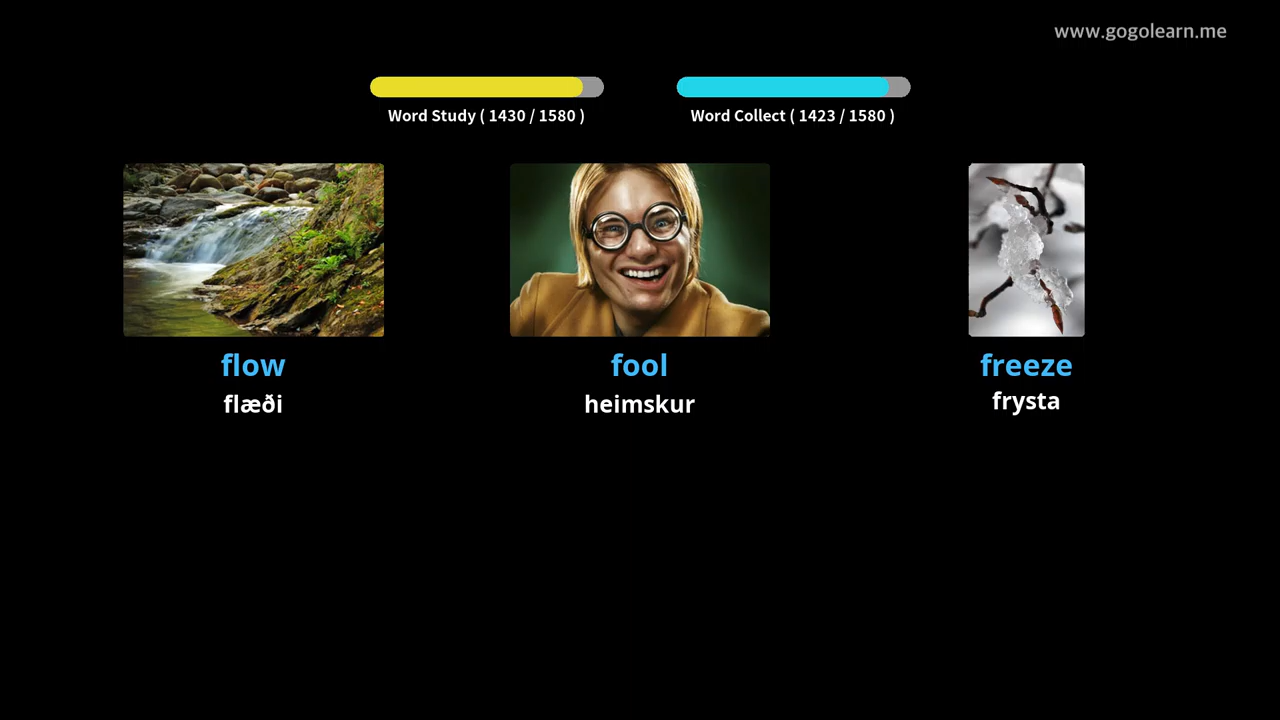 www.gogolearn.me
Word Study ( 1430 / 1580 )
Word Collect ( 1423 / 1580 )
flow
fool
freeze
flæði
heimskur
frysta